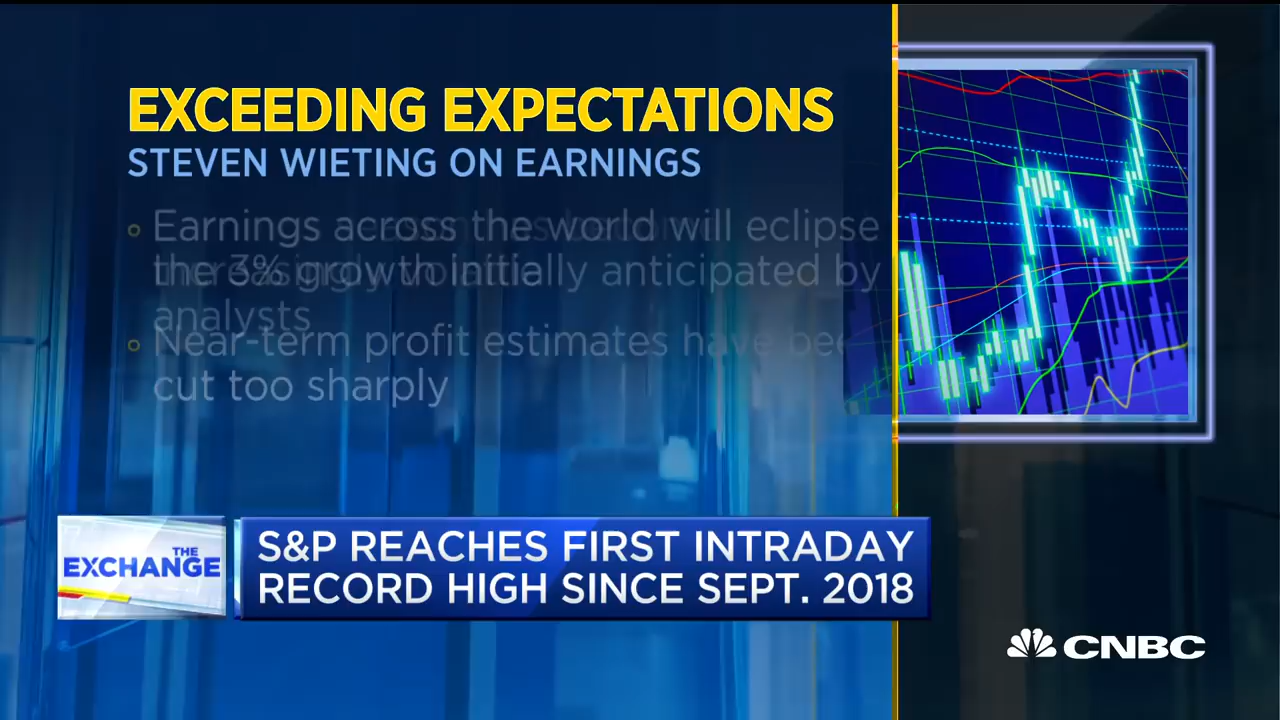 EXCEEDING EXPECTATIONS
STEVEN WIETING ON EARNINGS
Earnings across the world will eclipse
the 3% growth initially anticipated by
analysts
Near-term profit estimates have been
cut too sharply
THE
EXCHANGE
S&P REACHES FIRST INTRADAY
RECORD HIGH SINCE SEPT. 2018
CNBC